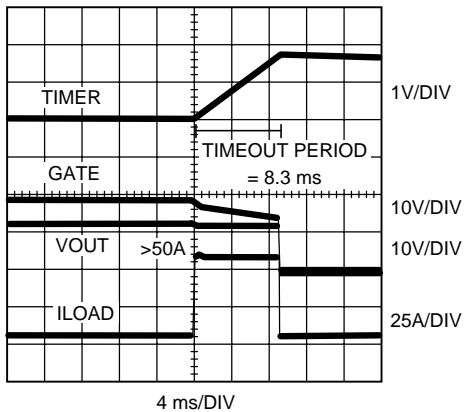 TIMER
1V/DIV
TIMEOUT PERIOD
= 8.3 ms
GATE
10V/DIV
VOUT
>50A
10V/DIV
ILOAD
25A/DIV
4 ms/DIV